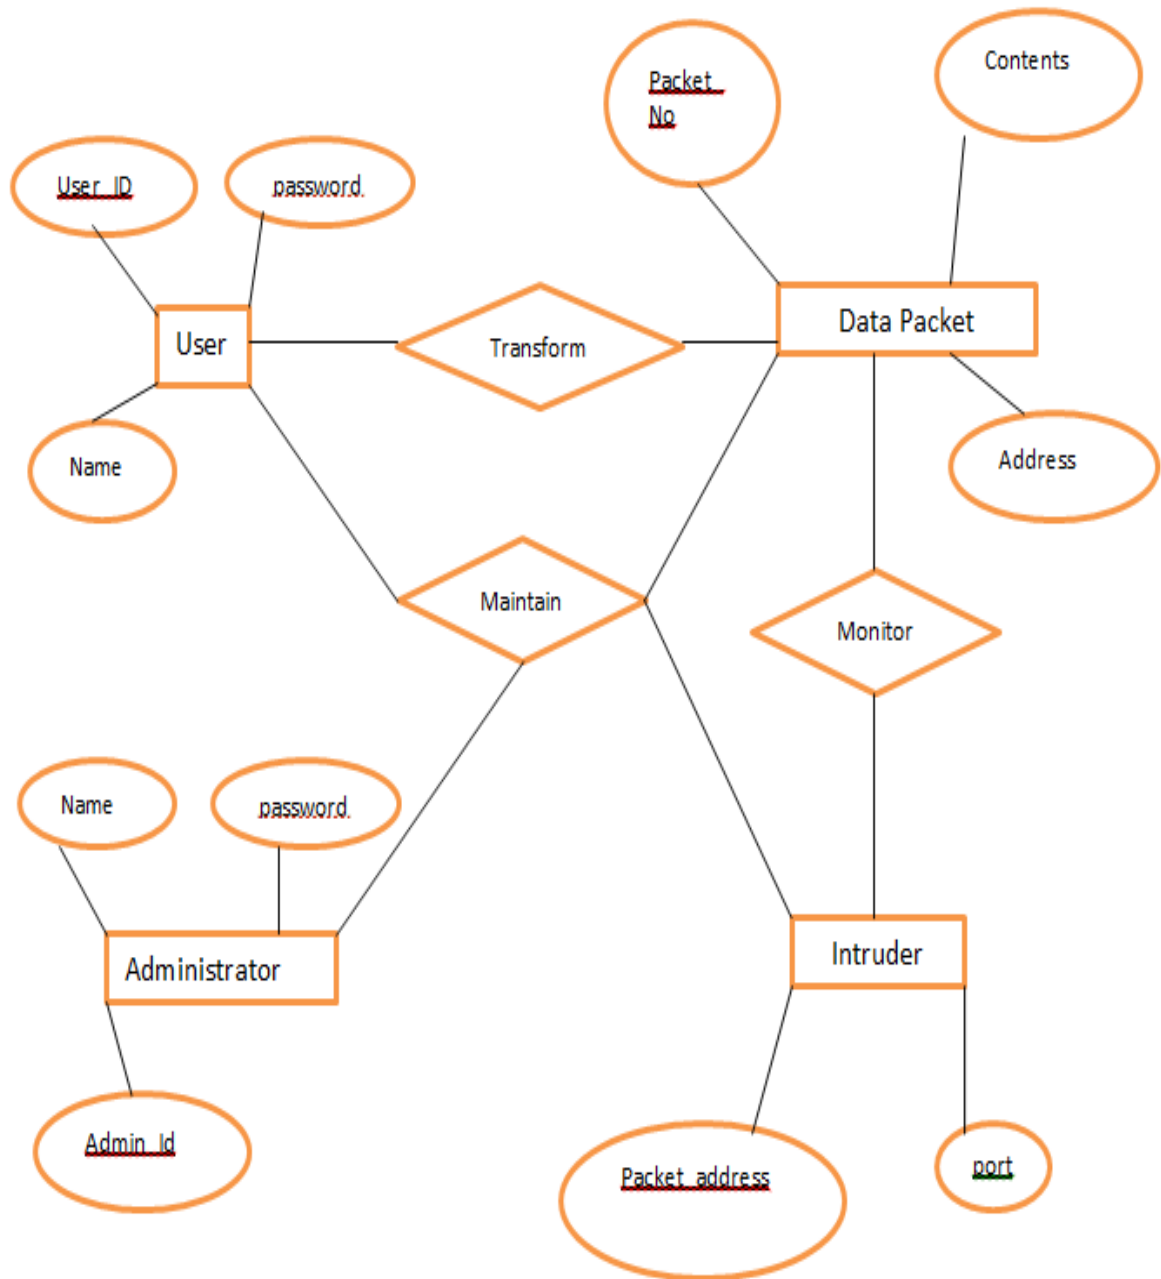 Packet_
No
Contents
User_ID
password
User
Transform
Data Packet
Name
Address
Maintain
Monitor
Name
password
Administrator
Intruder
Admin_Id
Packet_address
port